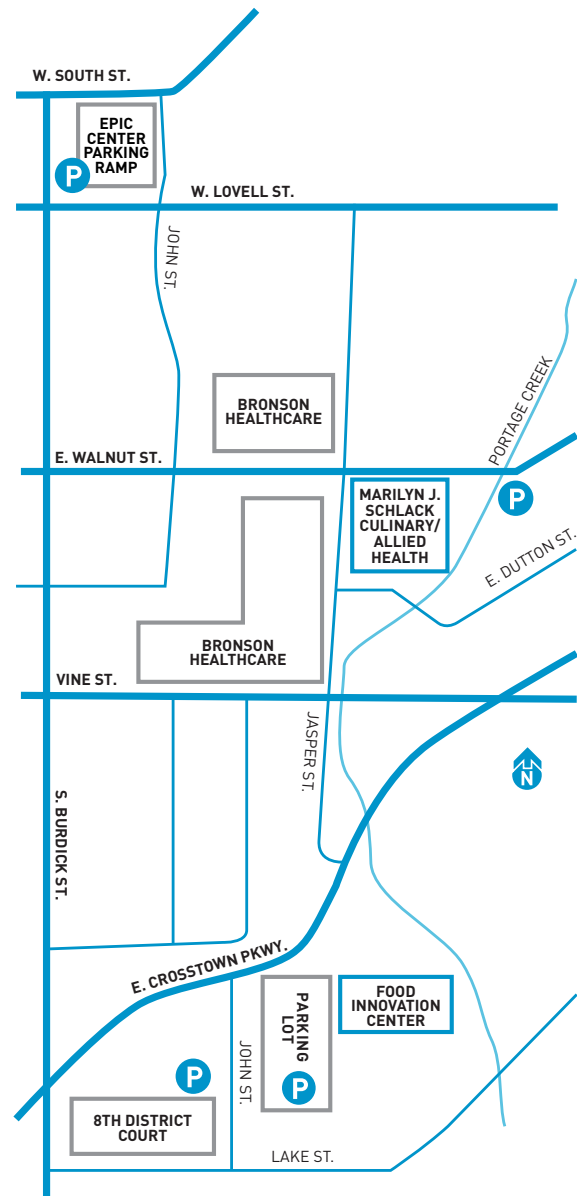 W. SOUTH ST.
EPIC
CENTER
PARKING
RAMP
P
W. LOVELL ST.
JOHN ST.
BRONSON
HEALTHCARE
PORTAGE CREEK
E. WALNUT ST.
MARILYN J.
SCHLACK
CULINARY/
ALLIED
HEALTH
P
E. DUTTON ST.
BRONSON
HEALTHCARE
VINE ST.
JASPER ST.
N
S. BURDICK ST.
E. CROSSTOWN PKWY.
PARKING
LOT
P
FOOD
INNOVATION
CENTER
JOHN ST.
P
8TH DISTRICT
COURT
LAKE ST.